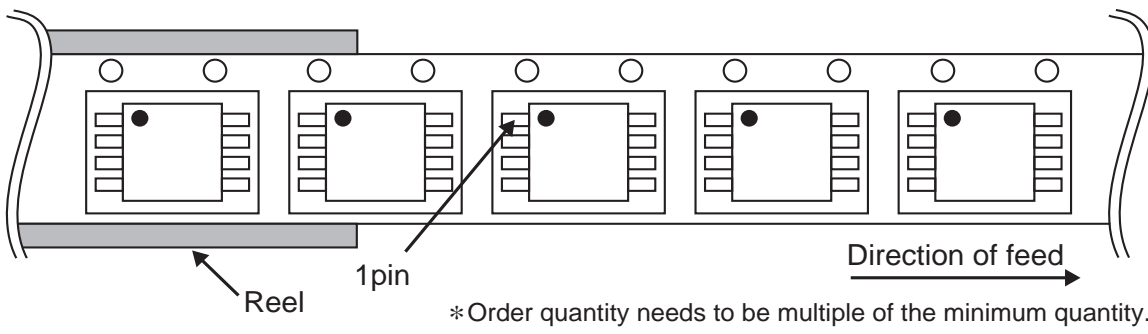 Direction of feed
1pin
Reel
*Order quantity needs to be multiple of the minimum quantity.